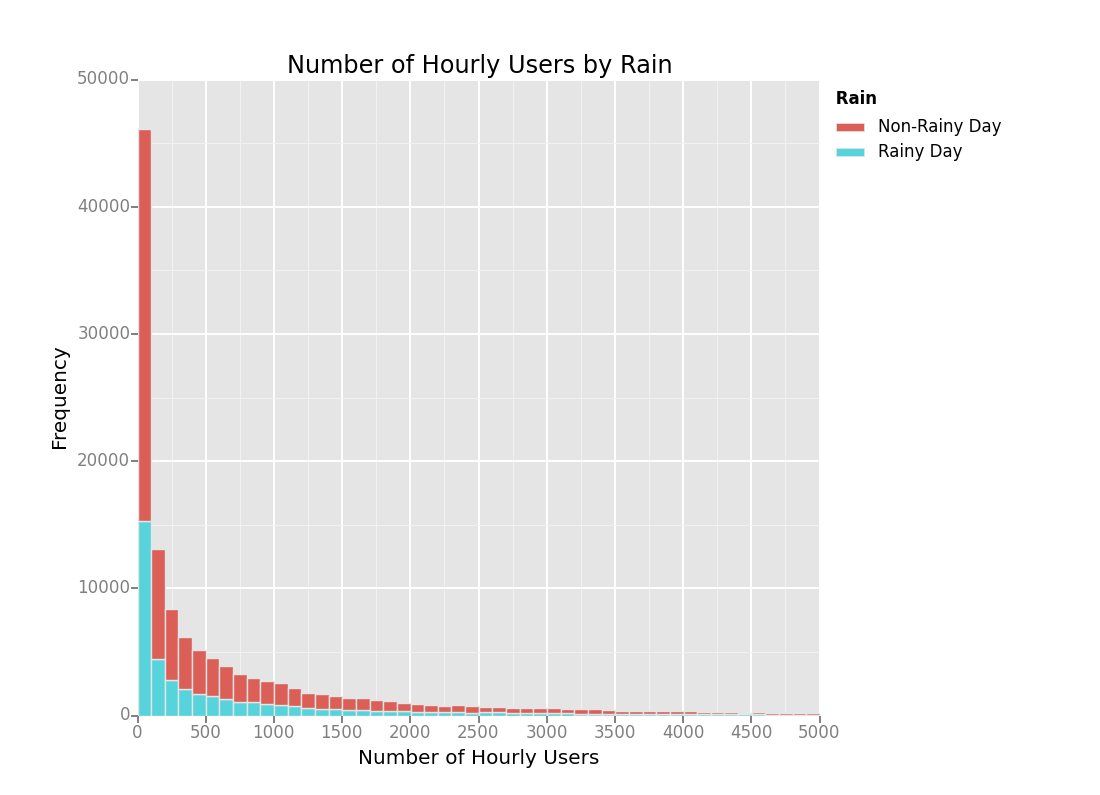 Number of Hourly Users by Rain
Rain
Non-Rainy Day
Rainy Day
Frequency
50000
40000
30000
20000
10000
0
0 500 1000 1500 2000 2500 3000 3500 4000 4500 5000
Number of Hourly Users